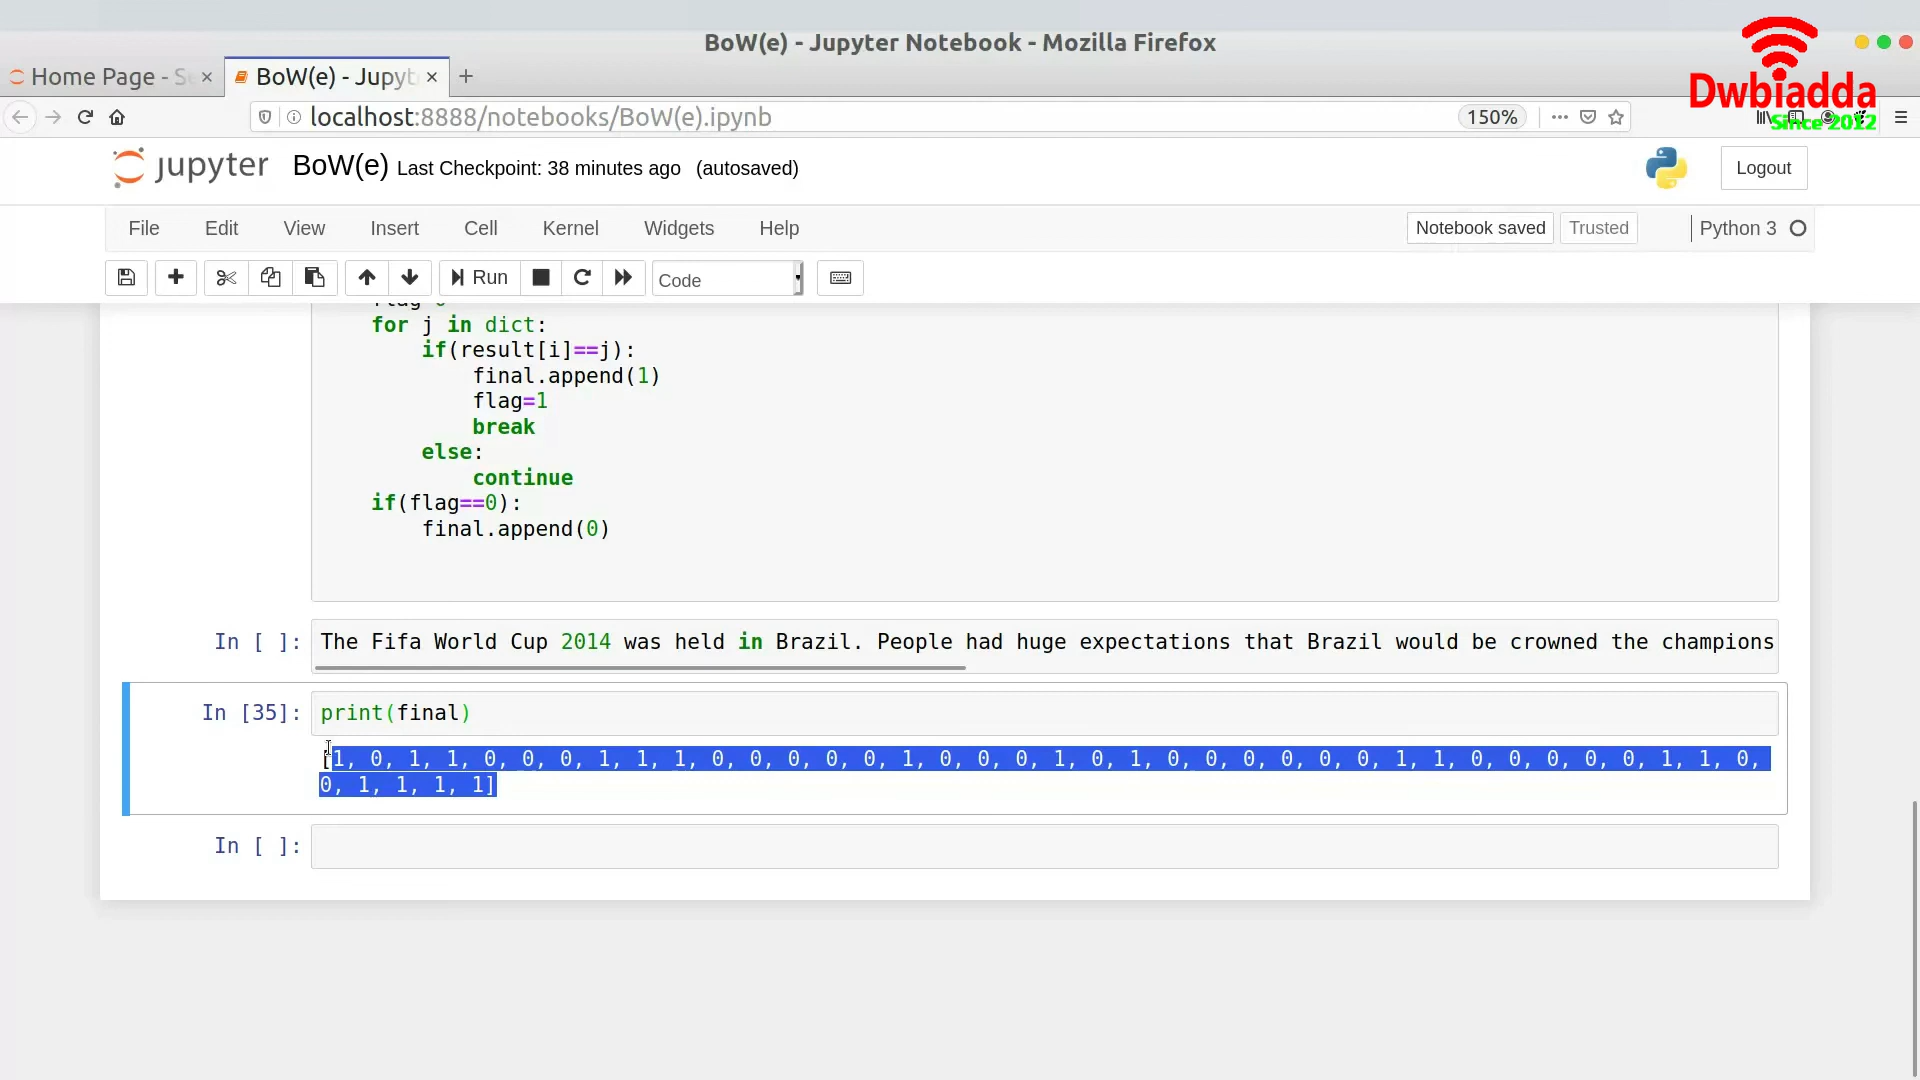 BoW(e) - Jupyter Notebook - Mozilla Firefox
Home Page - S
BoW(e) - Jupyt
Dwbiadda
Since 2012
localhost:8888/notebooks/BoW(e).ipynb
150%
jupyter BoW(e) Last Checkpoint: 38 minutes ago (autosaved)
Logout
File Edit View Insert Cell Kernel Widgets Help
Notebook saved Trusted Python 3
Run Code
for j in dict:
if(result[i]==j):
final.append(1)
flag=1
break
else:
continue
if(flag==0):
final.append(0)
In [ ]: The Fifa World Cup 2014 was held in Brazil. People had huge expectations that Brazil would be crowned the champions
In [35]: print(final)
[1, 0, 1, 1, 0, 0, 0, 1, 1, 1, 0, 0, 0, 0, 0, 1, 0, 0, 0, 1, 0, 1, 0, 0, 0, 0, 0, 0, 1, 1, 0, 0, 0, 0, 0, 1, 1, 0,
0, 1, 1, 1, 1]
In [ ]: